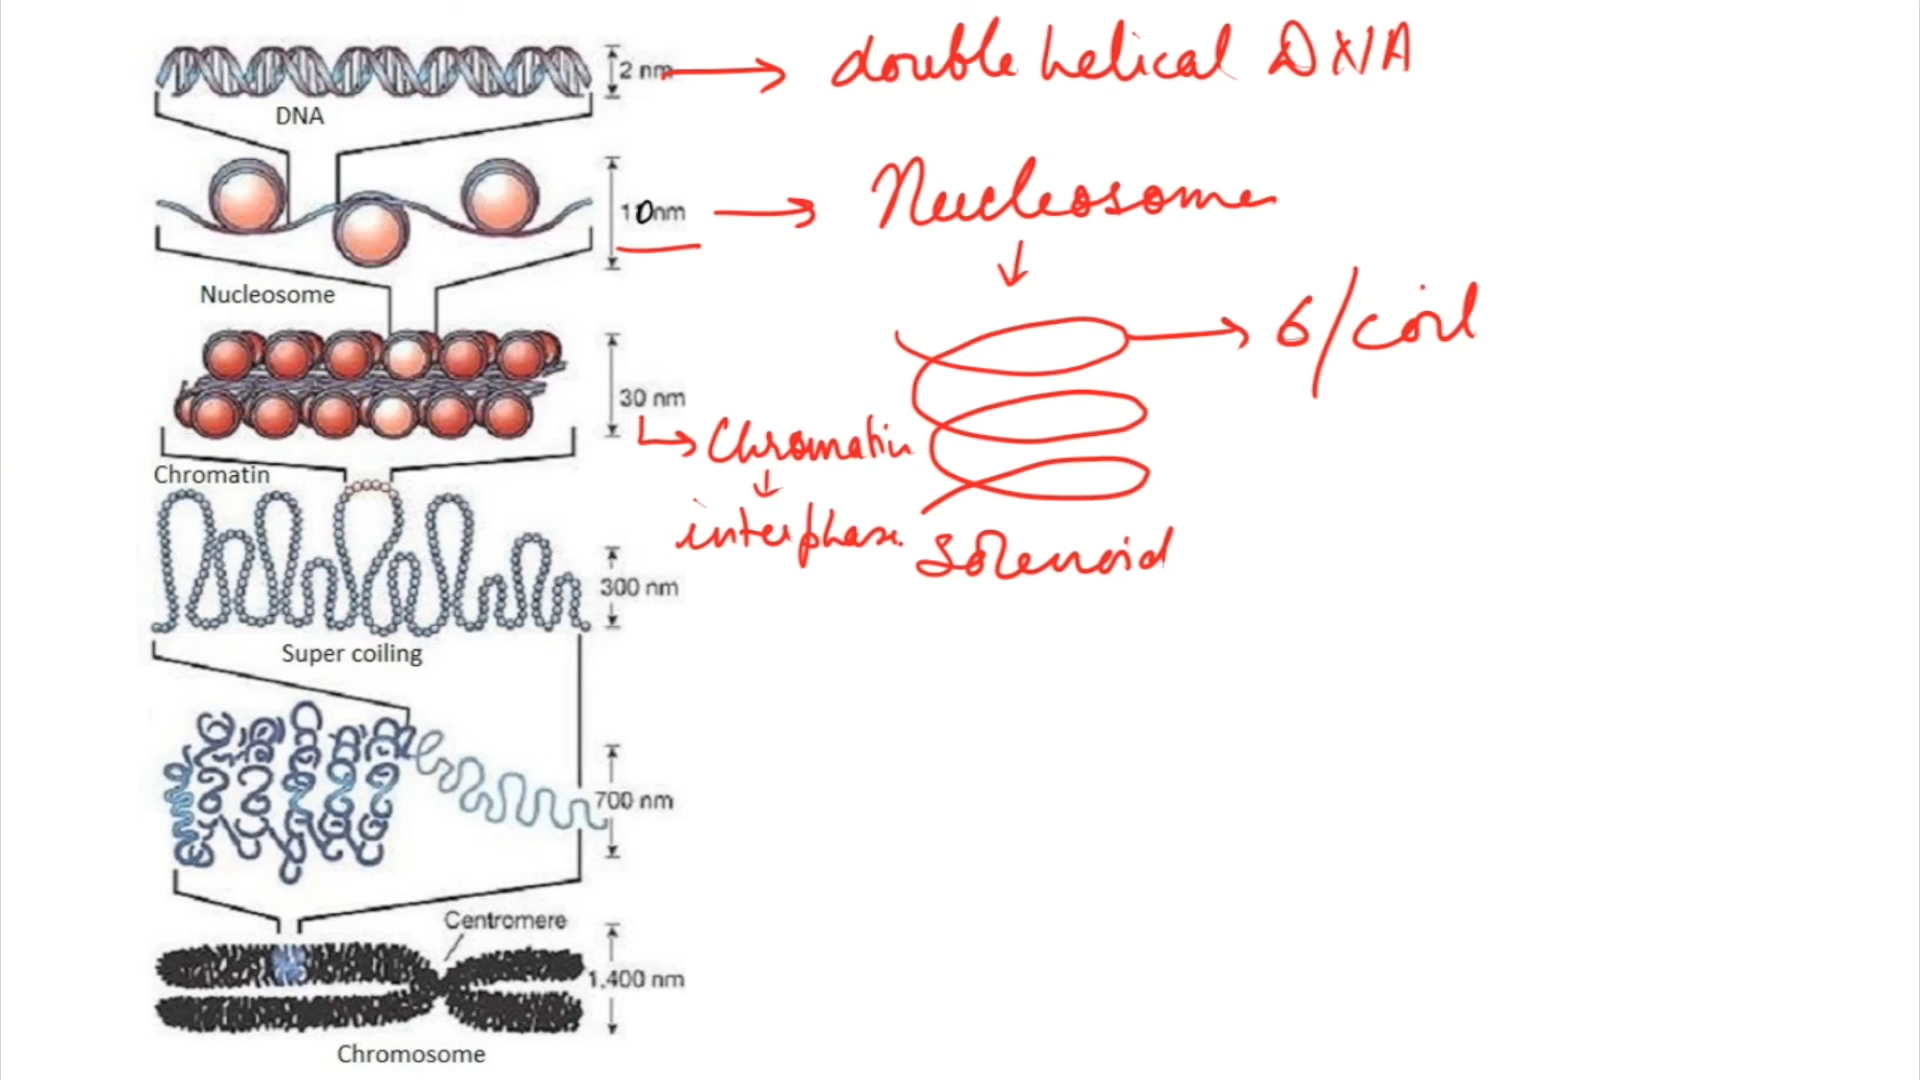 2 nm → double helical DNA
DNA
10nm → Nucleosome
Nucleosome
6/coil
30 nm
Chromatin
Chromatin
interphase
Solenoid
300 nm
Super coiling
700 nm
Centromere
1,400 nm
Chromosome